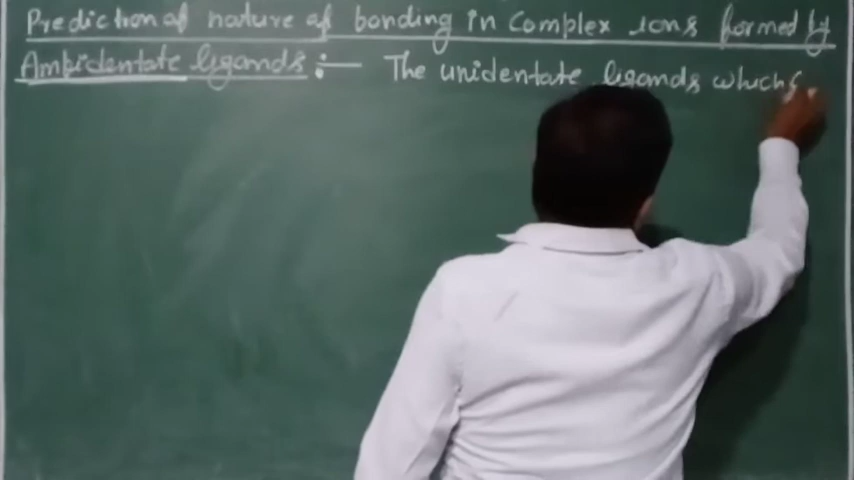 Prediction of nature of bonding in Complex ions formed by
Ambidentate ligands :— The unidentate ligands which